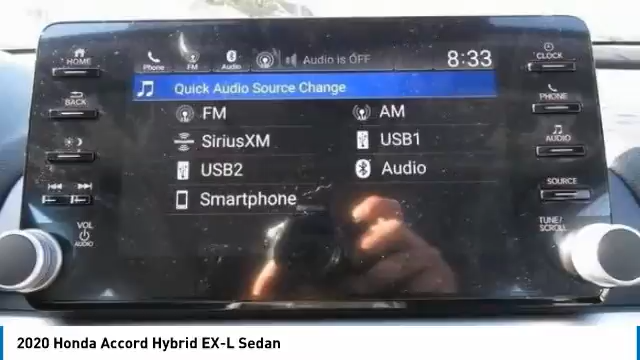 HOME
BACK
VOL
AUDIO
Phone
FM
Audio
Audio is OFF
8:33
Quick Audio Source Change
FM
AM
SiriusXM
USB1
USB2
Audio
Smartphone
CLOCK
PHONE
AUDIO
SOURCE
TUNE/
SCROLL
2020 Honda Accord Hybrid EX-L Sedan